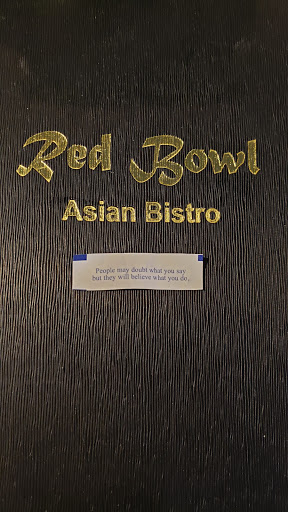 Red Bowl
Asian Bistro
People may doubt what you say
but they will believe what you do.